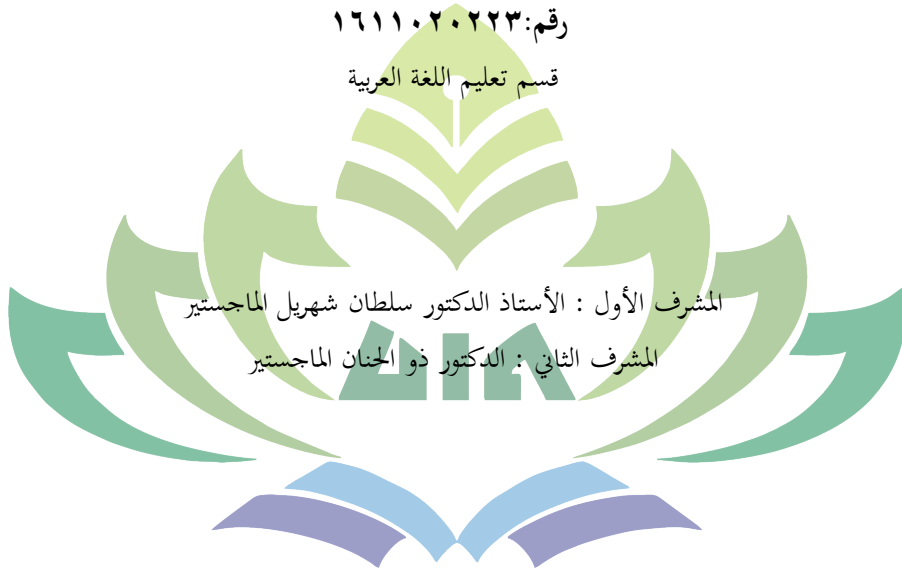 رقم:١٦١١٠٢٠٢٢٣
قسم تعليم اللغة العربية
المشرف الأول : الأستاذ الدكتور سلطان شهريل الماجستير
المشرف الثاني : الدكتور ذو الحنان الماجستير